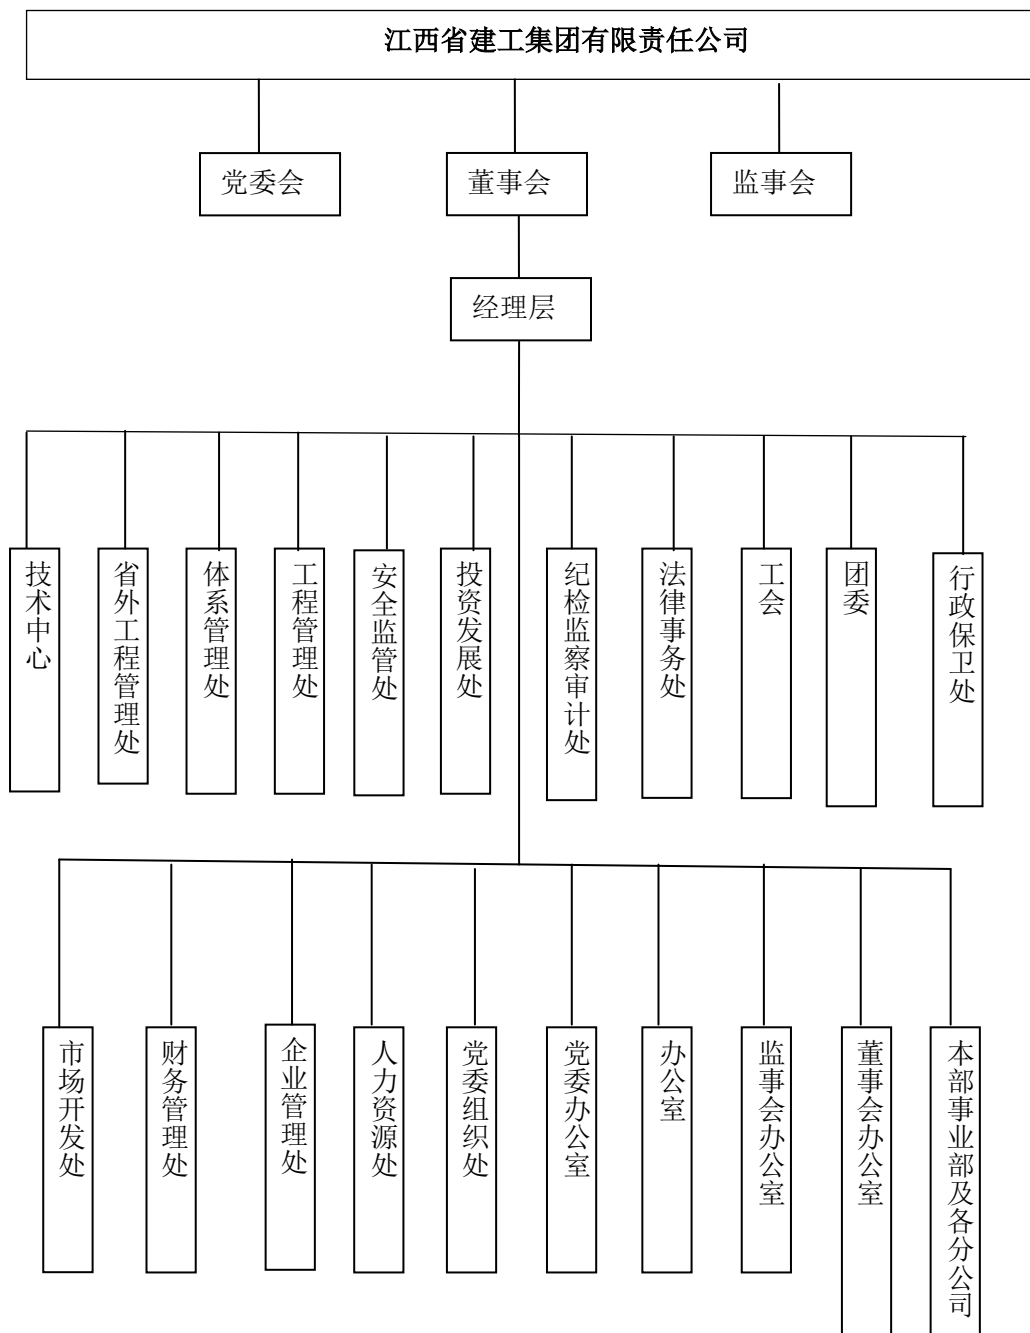 江西省建工集团有限责任公司
党委会
董事会
监事会
经理层
技术中心
省外工程管理处
体系管理处
工程管理处
安全监管处
投资发展处
纪检监察审计处
法律事务处
工会
团委
行政保卫处
市场开发处
财务管理处
企业管理处
人力资源处
党委组织处
党委办公室
办公室
监事会办公室
董事会办公室
本部事业部及各分公司